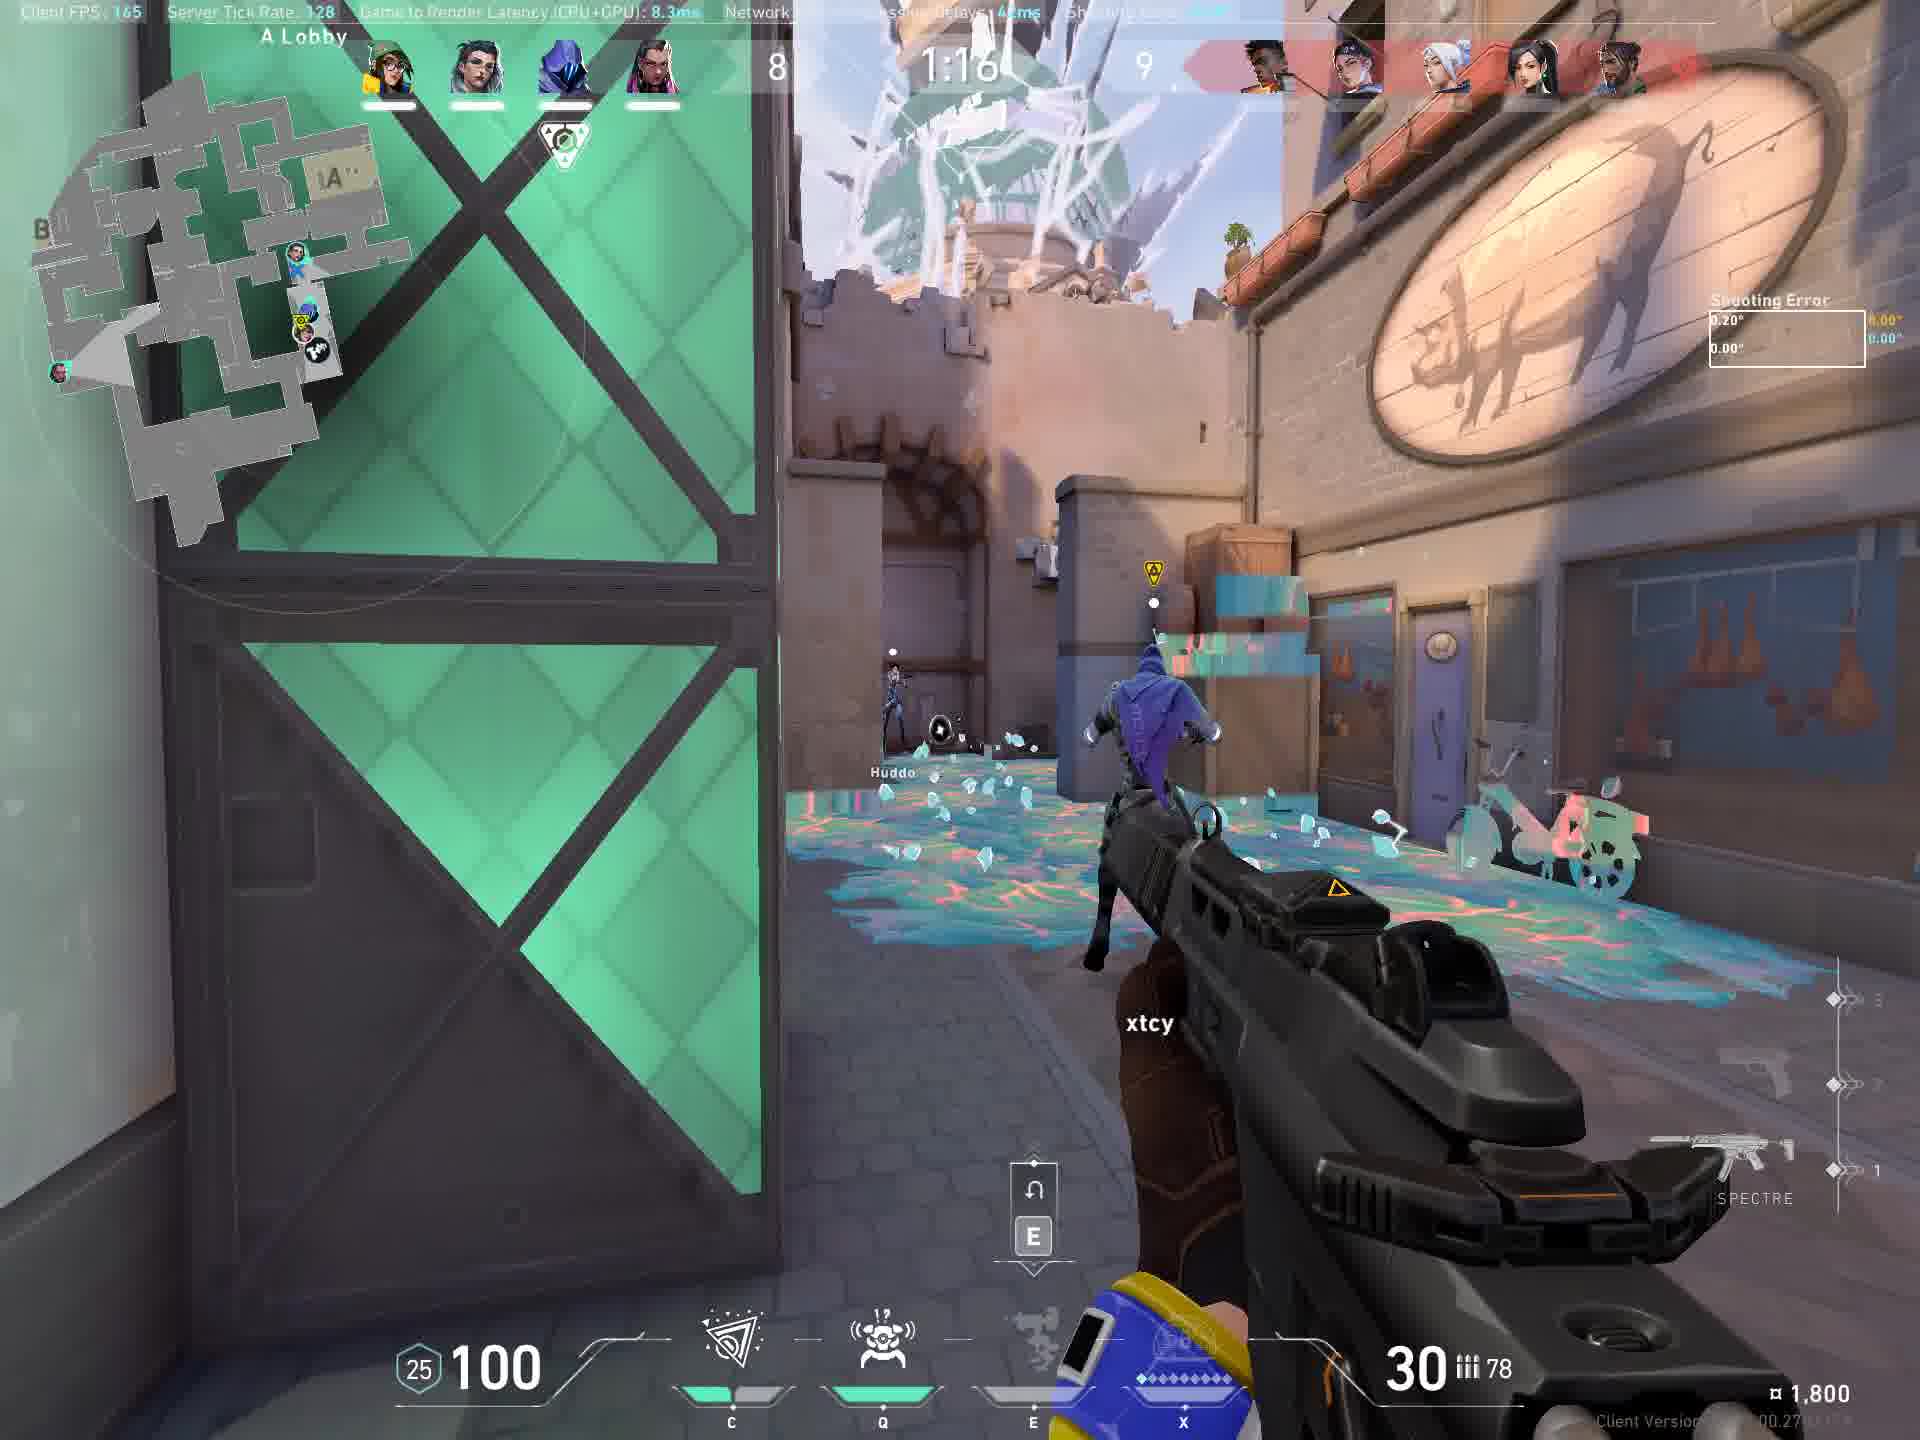 Client FPS: 165
Server Tick Rate: 128
Game to Render Latency (CPU+GPU): 8.3ms
Network
A Lobby
8
1:16
9
A
B
Shooting Error
0.20°
0.00°
0.00°
0.00°
Huddo
xtcy
3
2
1
SPECTRE
E
25
100
C
Q
E
X
30
78
¤ 1,800
Client Version